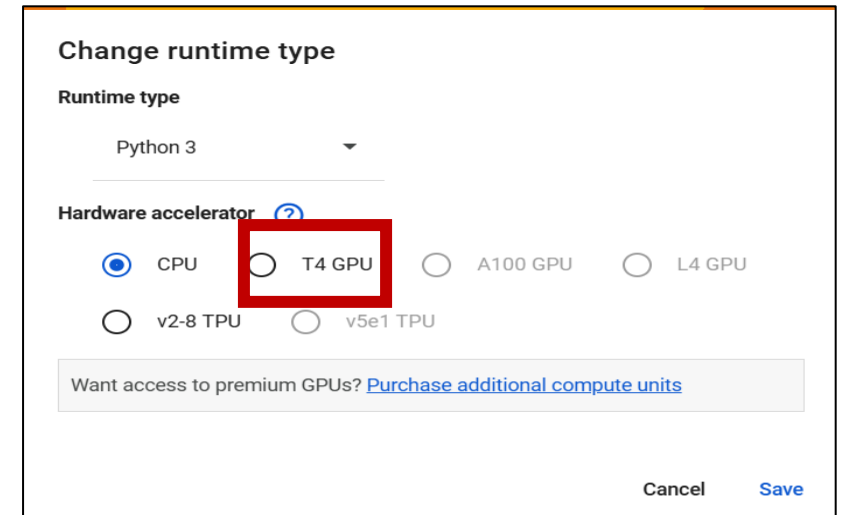 Change runtime type
Runtime type
Python 3
Hardware accelerator ?
CPU T4 GPU A100 GPU L4 GPU
v2-8 TPU v5e1 TPU
Want access to premium GPUs? Purchase additional compute units
Cancel Save